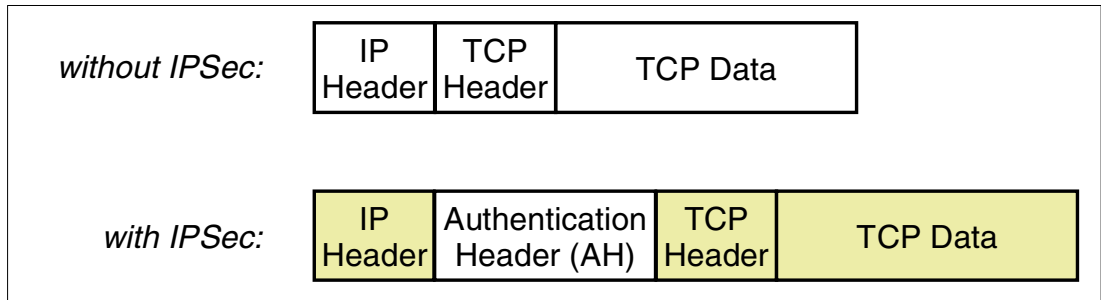 without IPSec:
IP
Header
TCP
Header
TCP Data
with IPSec:
IP
Header
Authentication
Header (AH)
TCP
Header
TCP Data